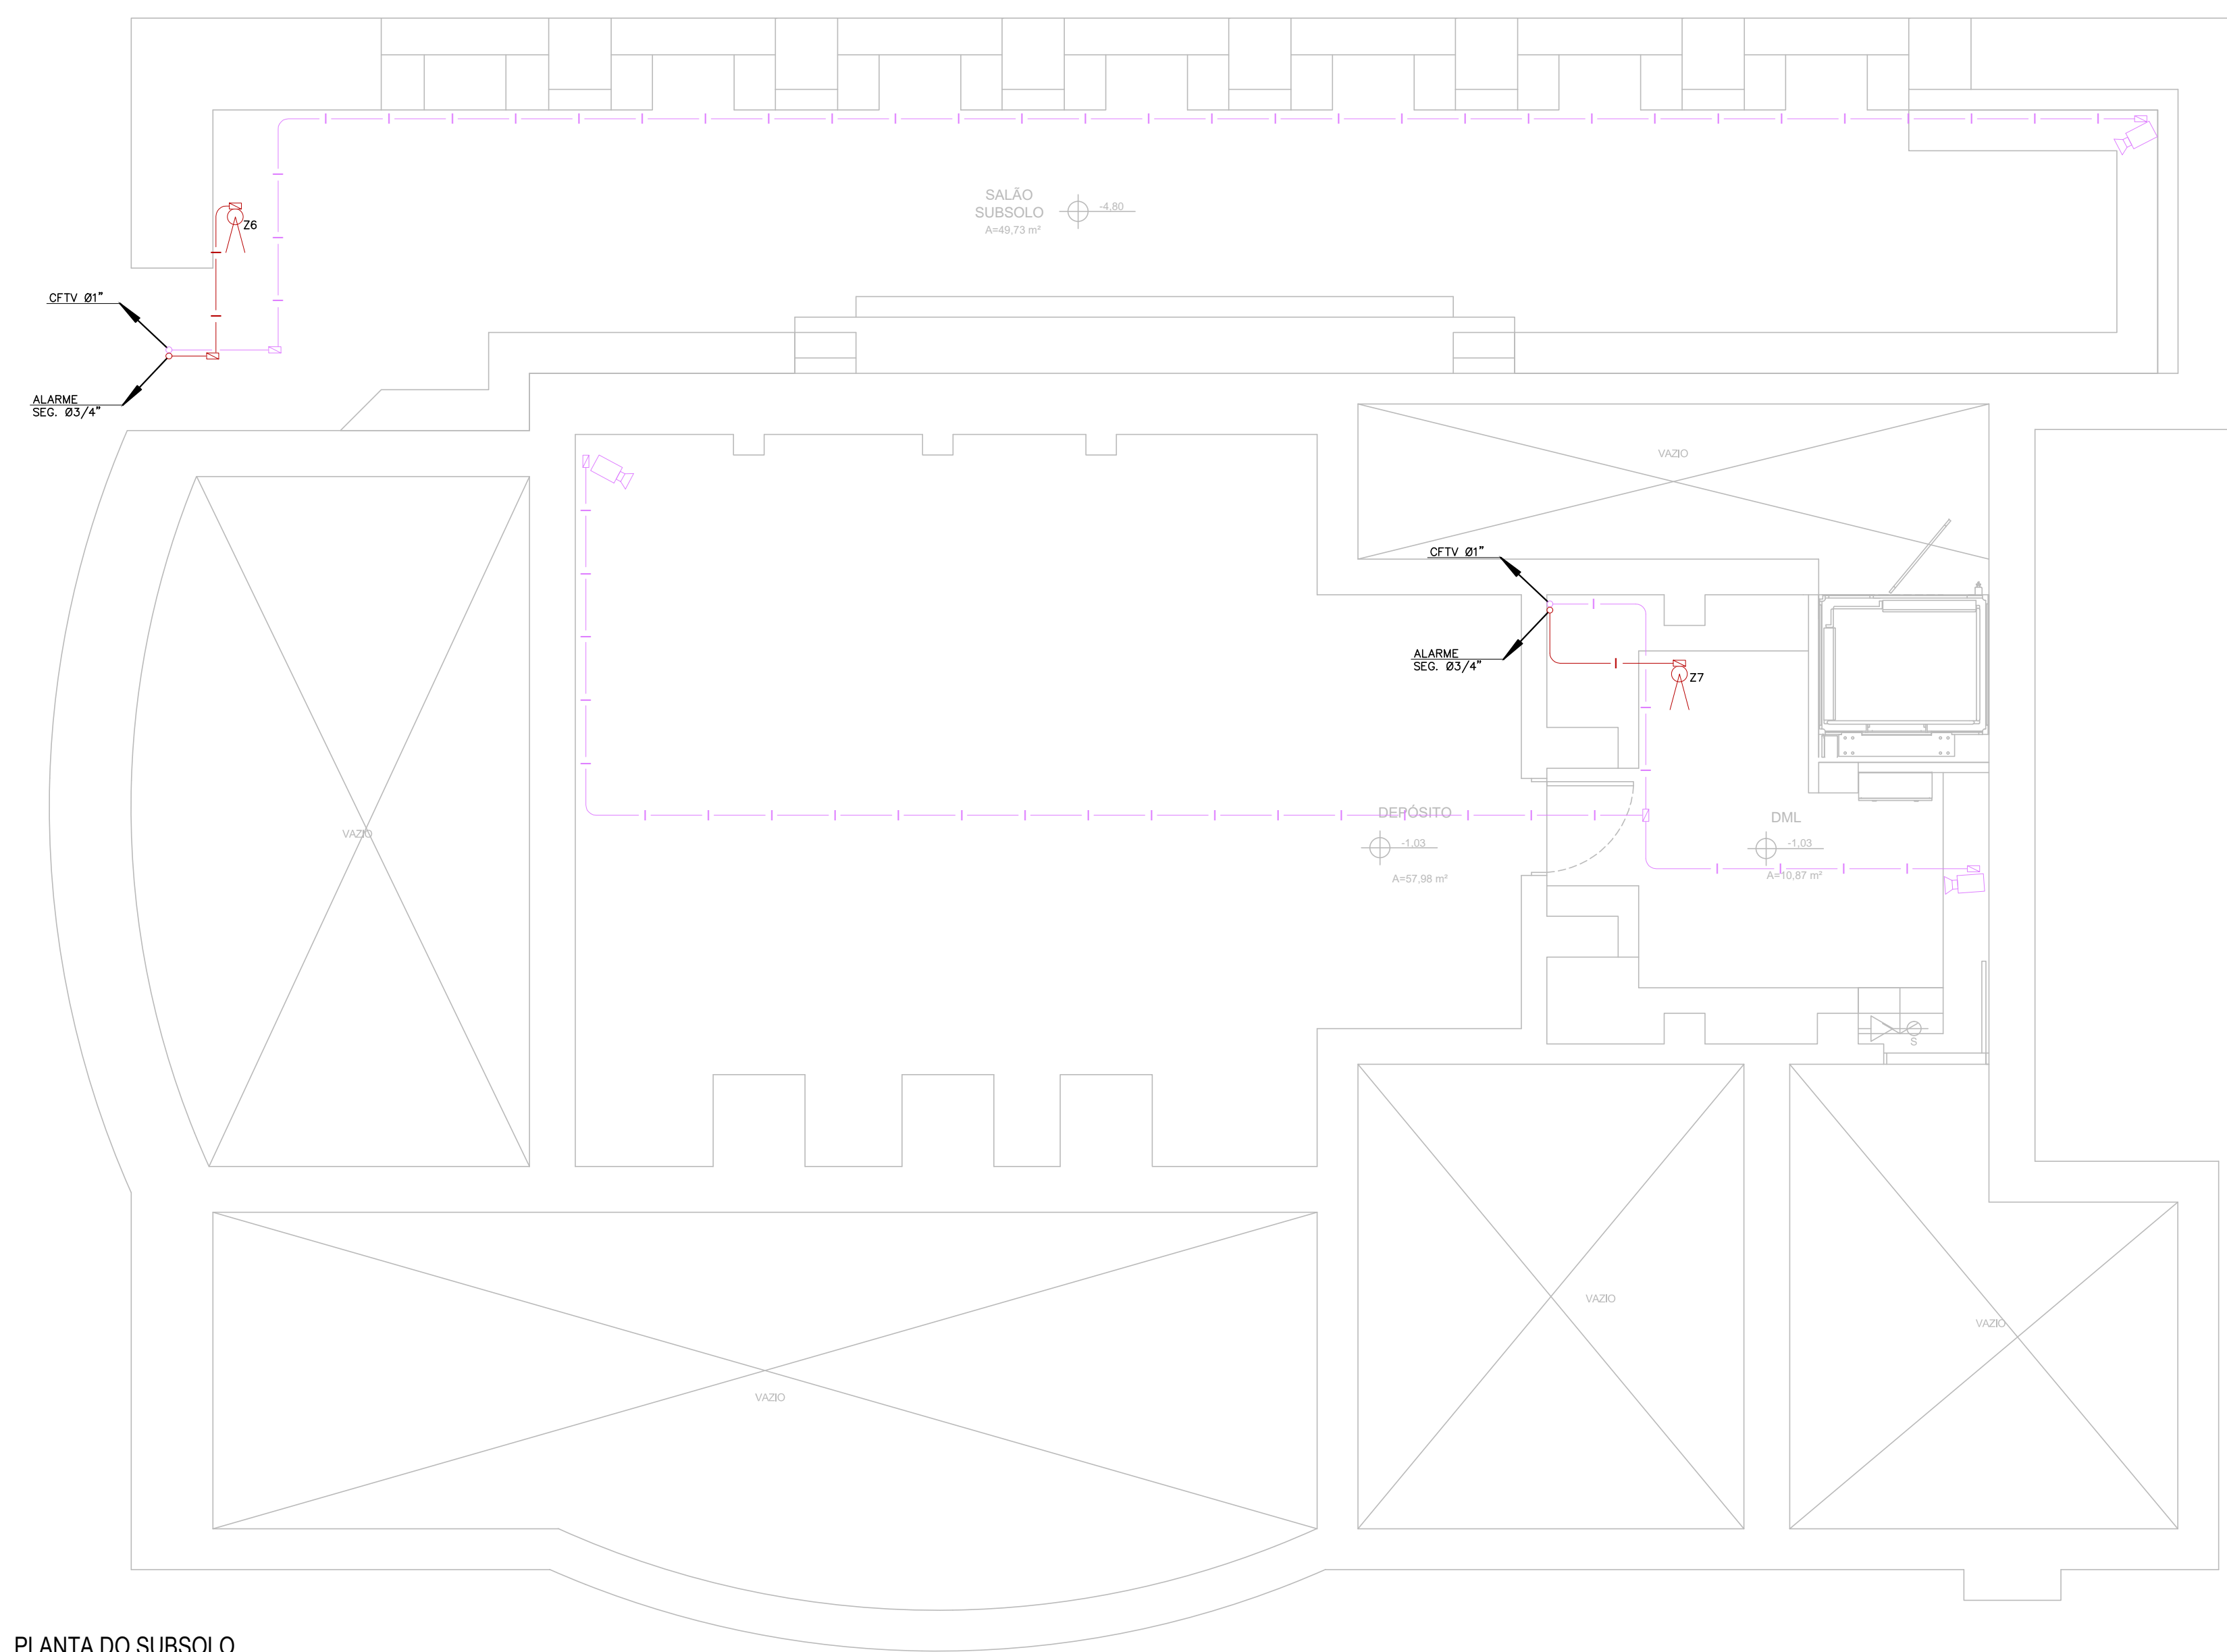 SALÃO
SUBSOLO
-4,80
A=49,73 m²
Z6
CFTV Ø1"
ALARME
SEG. Ø3/4"
VAZIO
CFTV Ø1"
ALARME
SEG. Ø3/4"
Z7
VAZIO
DEPÓSITO
-1,03
A=57,98 m²
DML
-1,03
A=10,87 m²
S
VAZIO
VAZIO
VAZIO
PLANTA DO SUBSOLO